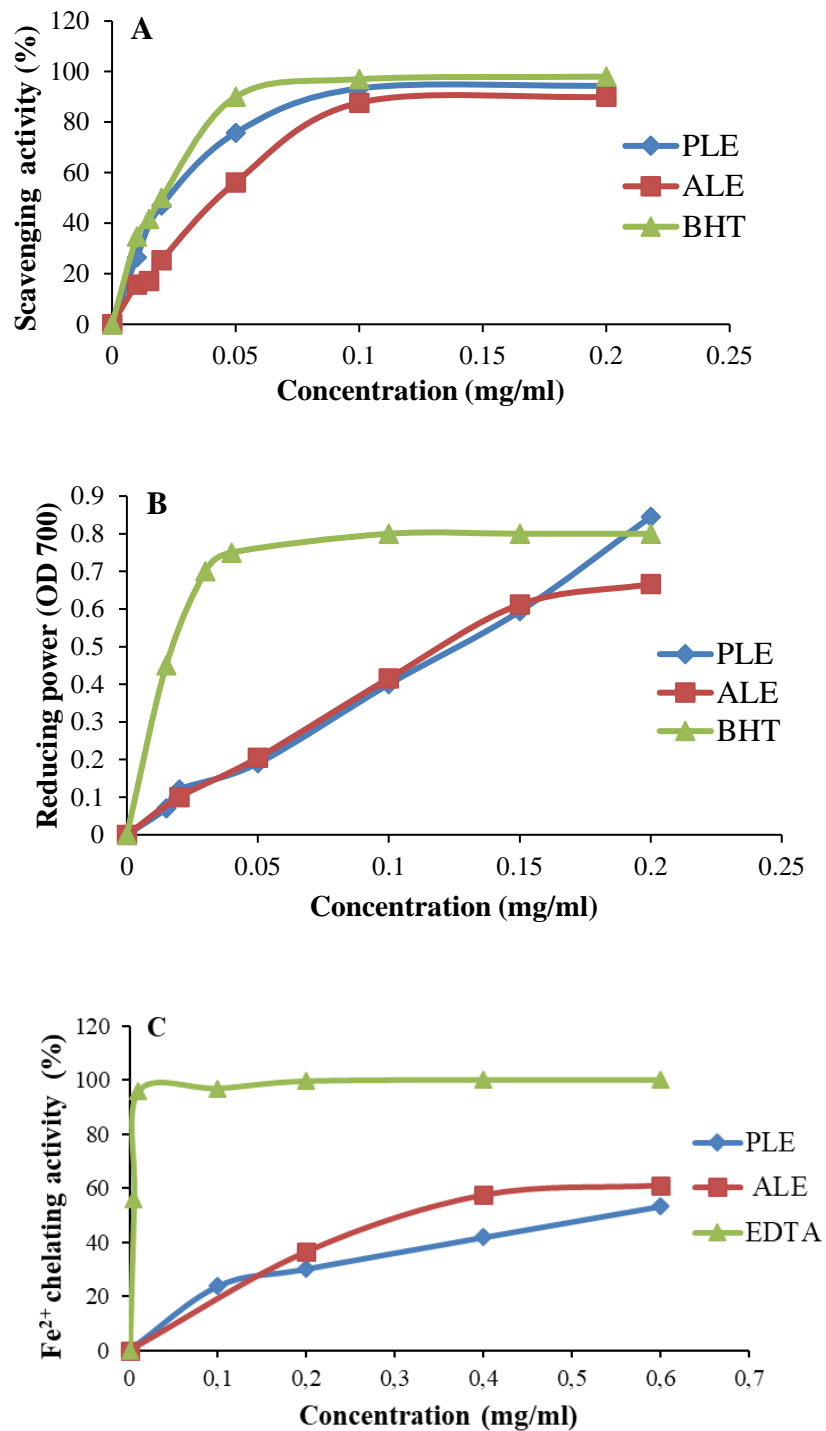 A
Scavenging activity (%)
120
100
80
60
40
20
0
0 0.05 0.1 0.15 0.2 0.25
Concentration (mg/ml)
PLE
ALE
BHT
B
Reducing power (OD 700)
0.9
0.8
0.7
0.6
0.5
0.4
0.3
0.2
0.1
0
0 0.05 0.1 0.15 0.2 0.25
Concentration (mg/ml)
PLE
ALE
BHT
C
Fe²⁺ chelating activity (%)
120
100
80
60
40
20
0
0 0,1 0,2 0,3 0,4 0,5 0,6 0,7
Concentration (mg/ml)
PLE
ALE
EDTA